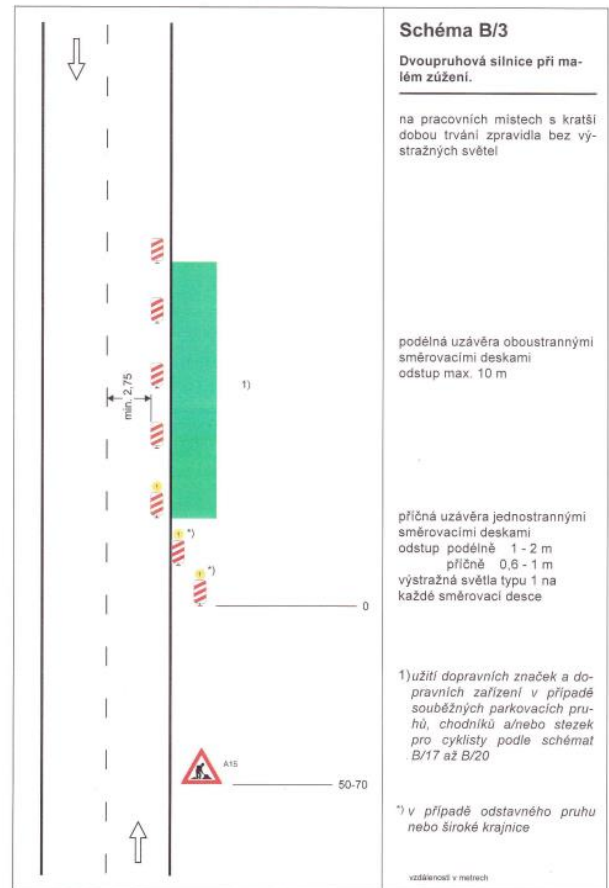 Schéma B/3
Dvoupruhová silnice při ma-
lém zúžení.
na pracovních místech s kratší
dobou trvání zpravidla bez vý-
stražných světel
podélná uzávěra oboustrannými
směrovacími deskami
odstup max. 10 m
min. 2,75
1)
1
příčná uzávěra jednostrannými
směrovacími deskami
odstup podélně 1 - 2 m
příčně 0,6 - 1 m
výstražná světla typu 1 na
každé směrovací desce
1 *)
1 *)
0
1) užití dopravních značek a do-
pravních zařízení v případě
souběžných parkovacích pru-
hů, chodníků a/nebo stezek
pro cyklisty podle schémat
B/17 až B/20
A15
50-70
*) v případě odstavného pruhu
nebo široké krajnice
vzdálenosti v metrech